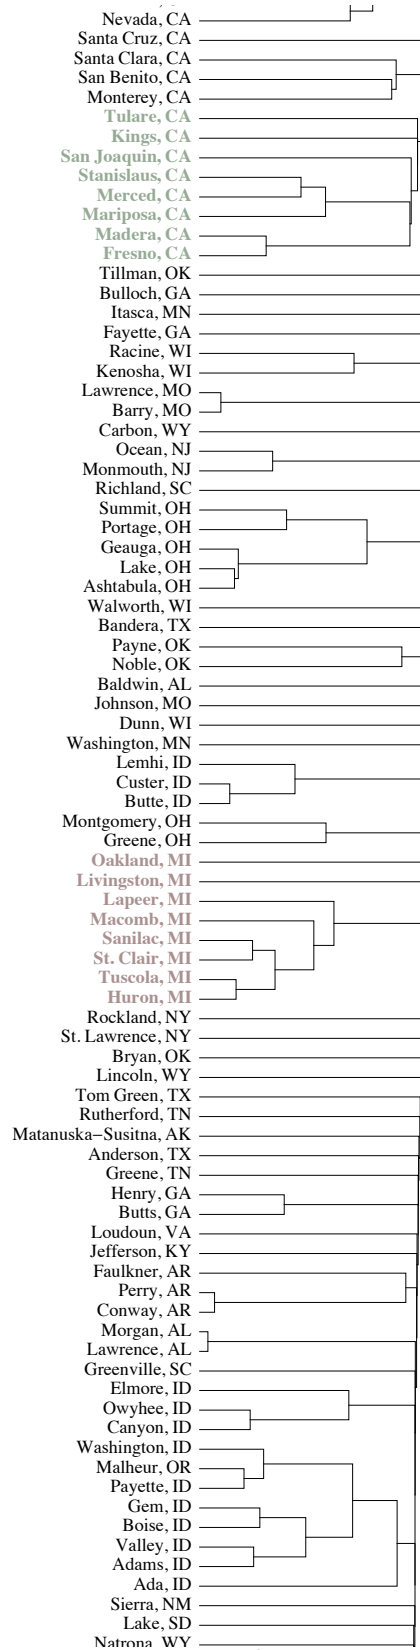 Nevada, CA
Santa Cruz, CA
Santa Clara, CA
San Benito, CA
Monterey, CA
Tulare, CA
Kings, CA
San Joaquin, CA
Stanislaus, CA
Merced, CA
Mariposa, CA
Madera, CA
Fresno, CA
Tillman, OK
Bulloch, GA
Itasca, MN
Fayette, GA
Racine, WI
Kenosha, WI
Lawrence, MO
Barry, MO
Carbon, WY
Ocean, NJ
Monmouth, NJ
Richland, SC
Summit, OH
Portage, OH
Geauga, OH
Lake, OH
Ashtabula, OH
Walworth, WI
Bandera, TX
Payne, OK
Noble, OK
Baldwin, AL
Johnson, MO
Dunn, WI
Washington, MN
Lemhi, ID
Custer, ID
Butte, ID
Montgomery, OH
Greene, OH
Oakland, MI
Livingston, MI
Lapeer, MI
Macomb, MI
Sanilac, MI
St. Clair, MI
Tuscola, MI
Huron, MI
Rockland, NY
St. Lawrence, NY
Bryan, OK
Lincoln, WY
Tom Green, TX
Rutherford, TN
Matanuska−Susitna, AK
Anderson, TX
Greene, TN
Henry, GA
Butts, GA
Loudoun, VA
Jefferson, KY
Faulkner, AR
Perry, AR
Conway, AR
Morgan, AL
Lawrence, AL
Greenville, SC
Elmore, ID
Owyhee, ID
Canyon, ID
Washington, ID
Malheur, OR
Payette, ID
Gem, ID
Boise, ID
Valley, ID
Adams, ID
Ada, ID
Sierra, NM
Lake, SD
Natrona, WY